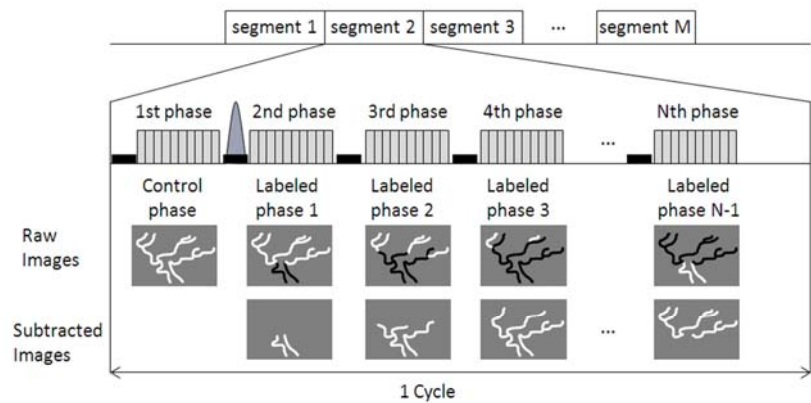 segment 1 segment 2 segment 3 ... segment M
1st phase 2nd phase 3rd phase 4th phase ... Nth phase
Control phase
Labeled phase 1
Labeled phase 2
Labeled phase 3
Labeled phase N-1
Raw
Images
Subtracted
Images
...
1 Cycle